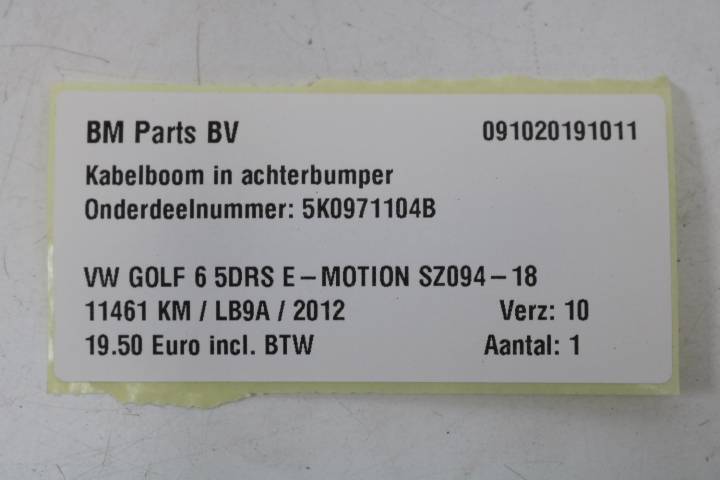 BM Parts BV 091020191011
Kabelboom in achterbumper
Onderdeelnummer: 5K0971104B
VW GOLF 6 5DRS E-MOTION SZ094-18
11461 KM / LB9A / 2012 Verz: 10
19.50 Euro incl. BTW Aantal: 1